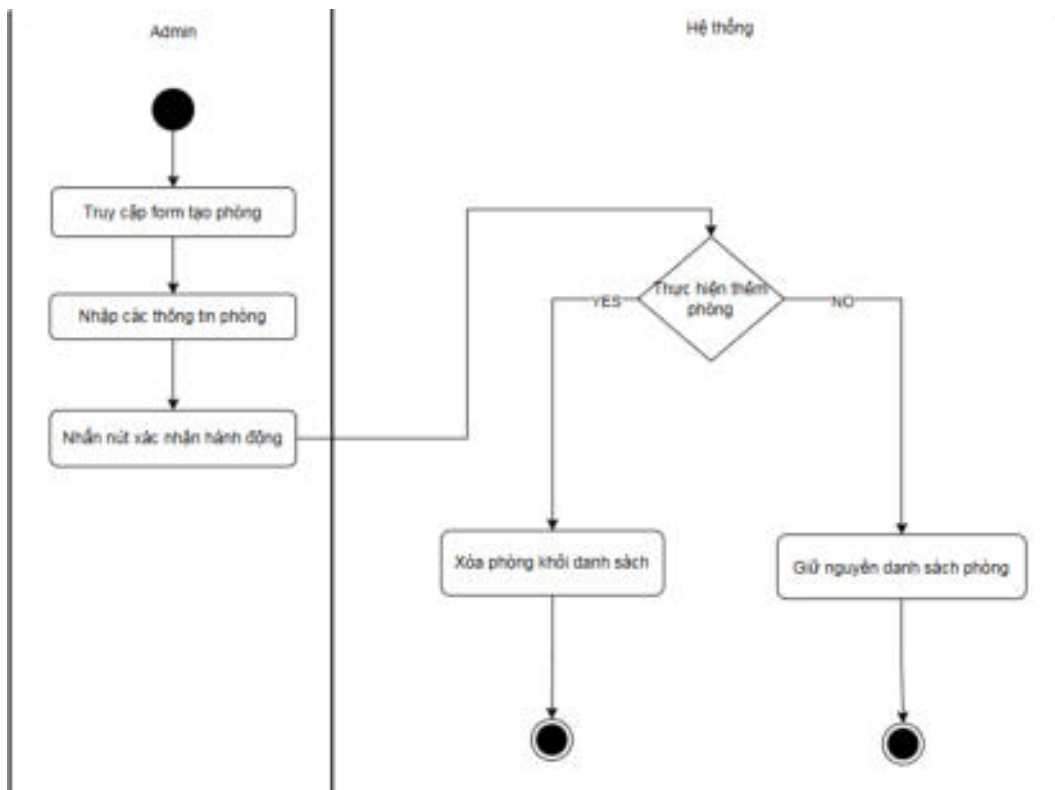 Admin
Hệ thống
Truy cập form tạo phòng
Nhập các thông tin phòng
Nhấn nút xác nhận hành động
Thực hiện thêm
phòng
YES
NO
Xóa phòng khỏi danh sách
Giữ nguyên danh sách phòng